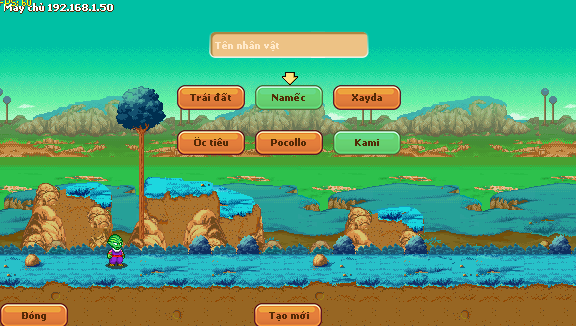 Máy chủ 192.168.1.50
Tên nhân vật
Trái đất
Namếc
Xayda
Ốc tiêu
Pocollo
Kami
Đóng
Tạo mới